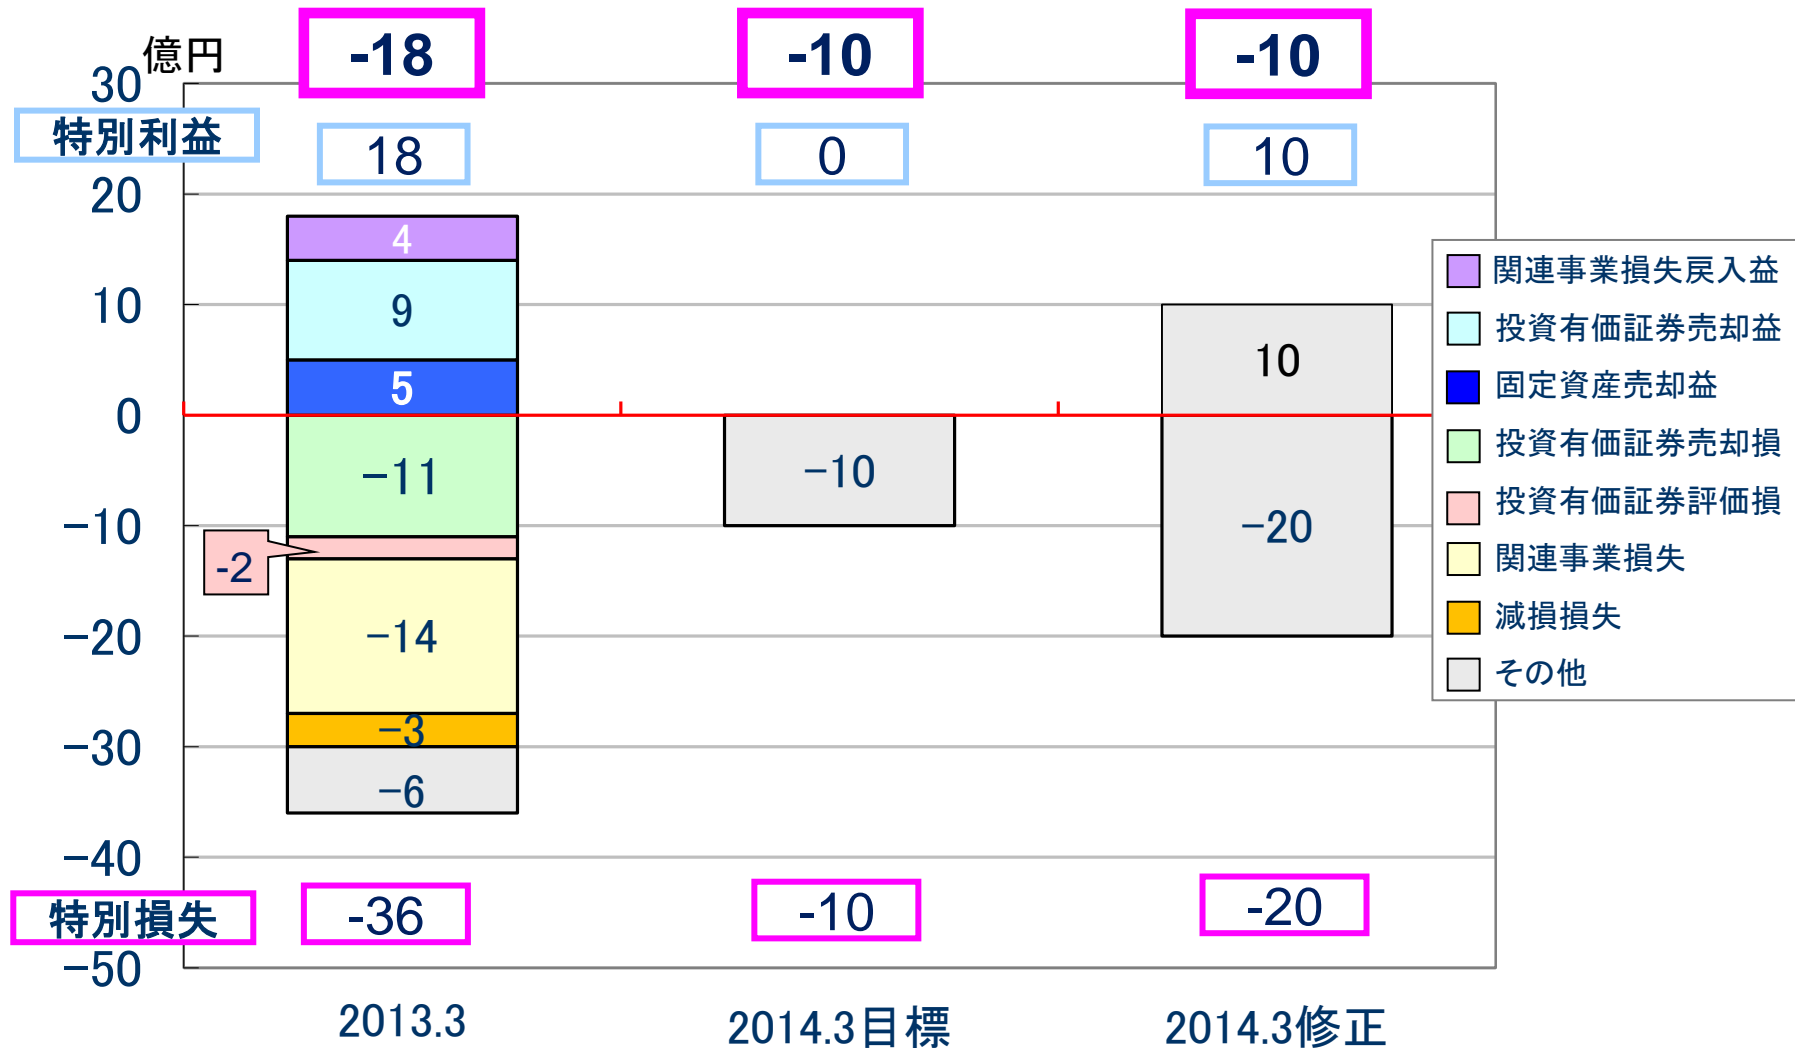 -18
-10
-10
億円
30
特別利益
18
0
10
20
4
関連事業損失戻入益
10
9
投資有価証券売却益
10
5
固定資産売却益
0
投資有価証券売却損
−11
−10
−20
−10
投資有価証券評価損
-2
関連事業損失
−14
−20
減損損失
その他
−3
−30
−6
−40
特別損失
-36
-10
-20
−50
2013.3
2014.3目標
2014.3修正